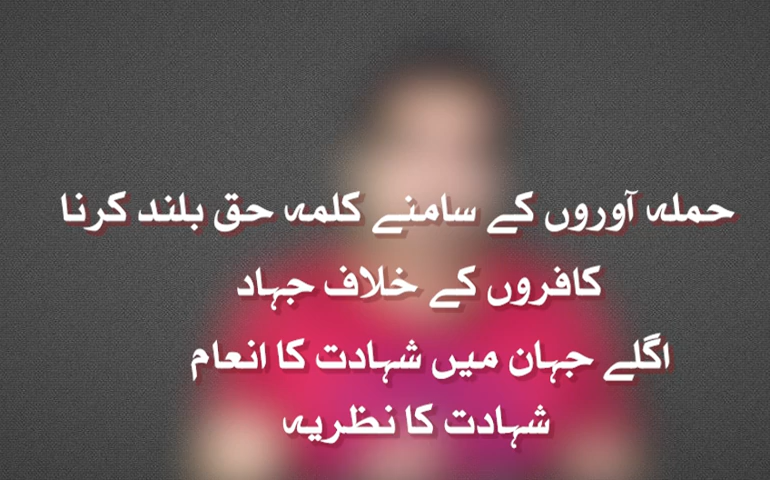 حملہ آوروں کے سامنے کلمہ حق بلند کرنا
کافروں کے خلاف جہاد
اگلے جہان میں شہادت کا انعام
شہادت کا نظریہ